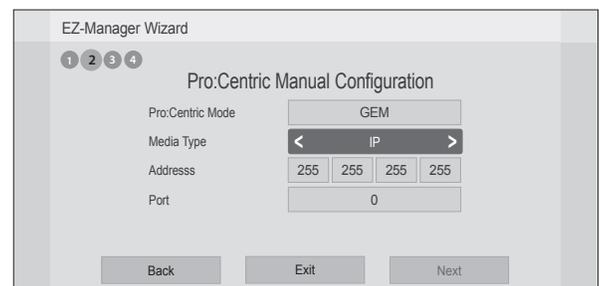 EZ-Manager Wizard
1 2 3 4
Pro:Centric Manual Configuration
Pro:Centric Mode GEM
Media Type < IP >
Addresss 255 255 255 255
Port 0
Back Exit Next